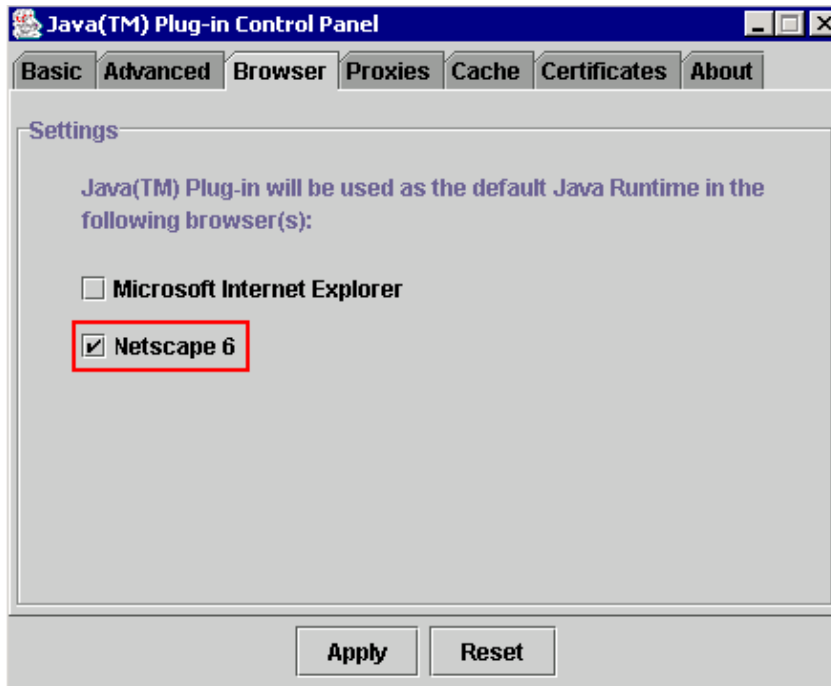 Java(TM) Plug-in Control Panel
Basic Advanced Browser Proxies Cache Certificates About
Settings
Java(TM) Plug-in will be used as the default Java Runtime in the
following browser(s):
Microsoft Internet Explorer
Netscape 6
Apply Reset